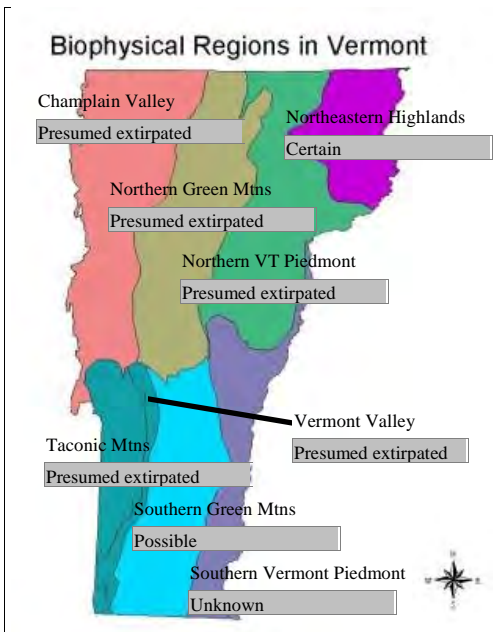 Biophysical Regions in Vermont
Champlain Valley
Presumed extirpated
Northeastern Highlands
Certain
Northern Green Mtns
Presumed extirpated
Northern VT Piedmont
Presumed extirpated
Vermont Valley
Presumed extirpated
Taconic Mtns
Presumed extirpated
Southern Green Mtns
Possible
Southern Vermont Piedmont
Unknown